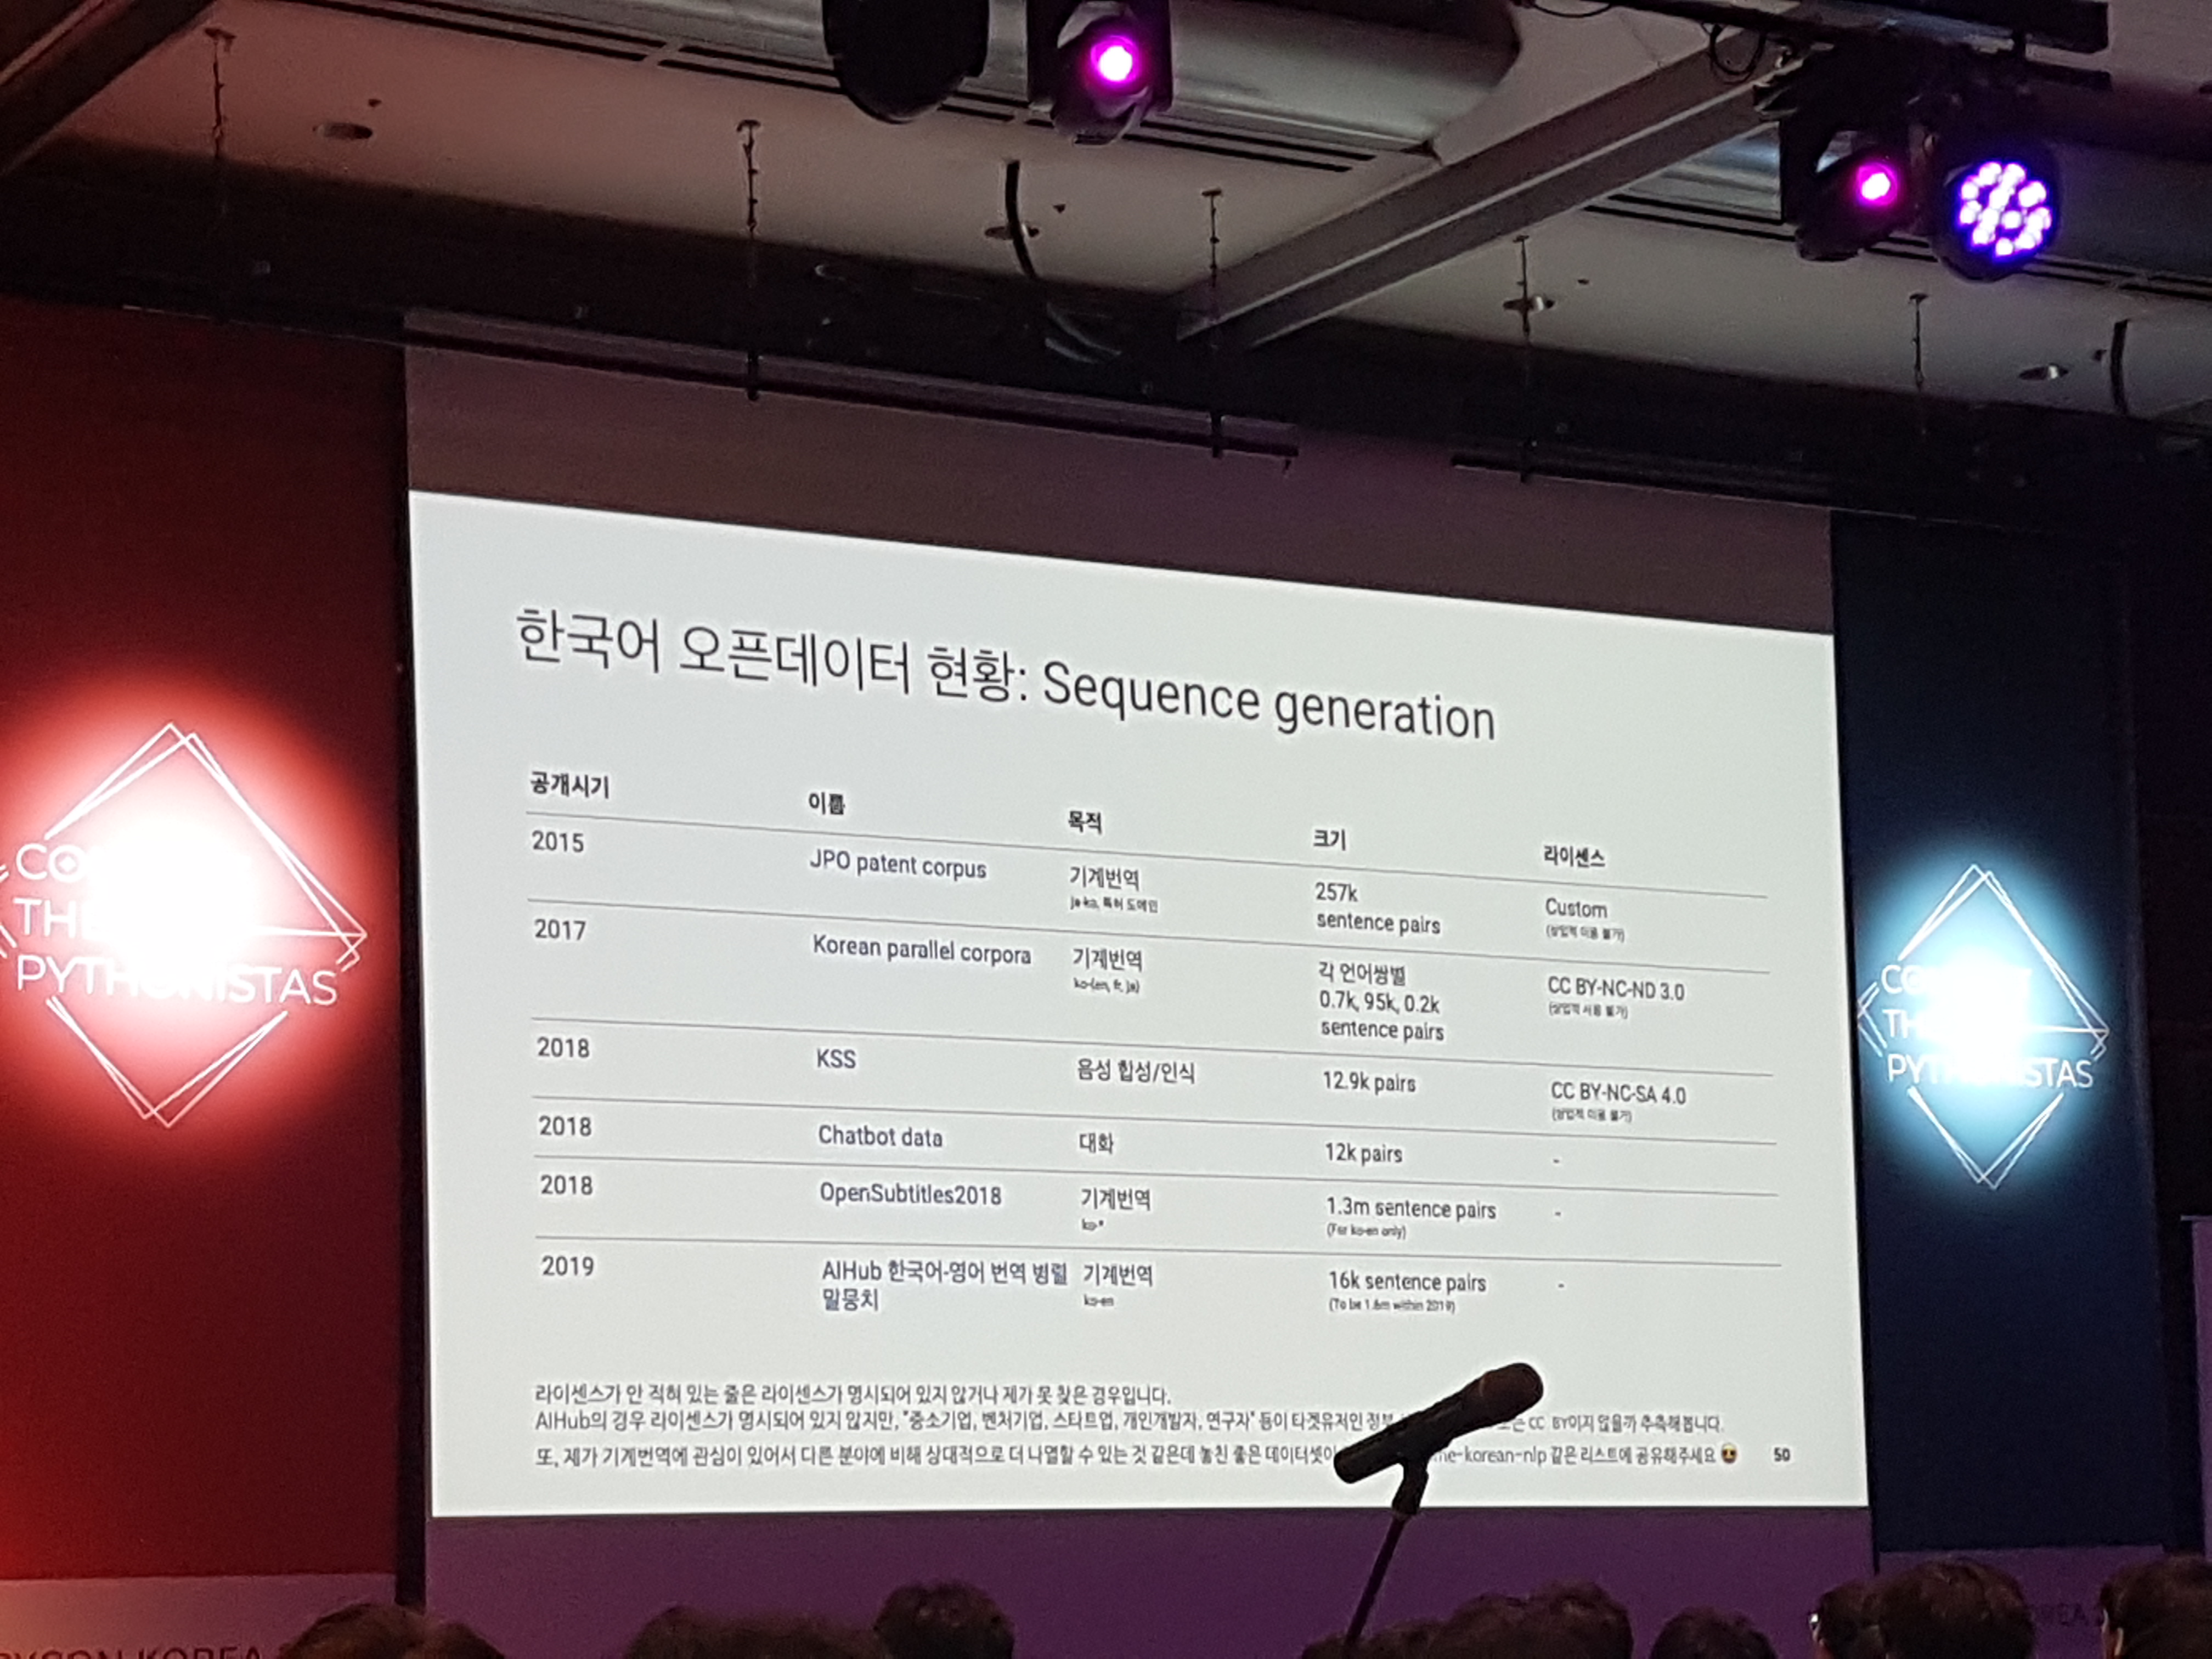 한국어 오픈데이터 현황: Sequence generation
공개시기 이름 목적 크기 라이센스
2015 JPO patent corpus 기계번역 257k Custom
ja-ko, 특허 도메인 sentence pairs (상업적 이용 불가)
2017 Korean parallel corpora 기계번역 각 언어쌍별 CC BY-NC-ND 3.0
ko-(en, fr, ja) 0.7k, 95k, 0.2k (상업적 사용 불가)
sentence pairs
2018 KSS 음성 합성/인식 12.9k pairs CC BY-NC-SA 4.0
(상업적 이용 불가)
2018 Chatbot data 대화 12k pairs -
2018 OpenSubtitles2018 기계번역 1.3m sentence pairs -
ko-* (For ko-en only)
2019 AIHub 한국어-영어 번역 병렬 기계번역 16k sentence pairs -
말뭉치 ko-en (To be 1.6m within 2019)
라이센스가 안 적혀 있는 줄은 라이센스가 명시되어 있지 않거나 제가 못 찾은 경우입니다.
AIHub의 경우 라이센스가 명시되어 있지 않지만, "중소기업, 벤처기업, 스타트업, 개인개발자, 연구자" 등이 타겟유저인 정부 CC BY이지 않을까 추측해봅니다.
또, 제가 기계번역에 관심이 있어서 다른 분야에 비해 상대적으로 더 나열할 수 있는 것 같은데 놓친 좋은 데이터셋이 me-korean-nlp 같은 리스트에 공유해주세요 😍 50
PYTHONISTAS